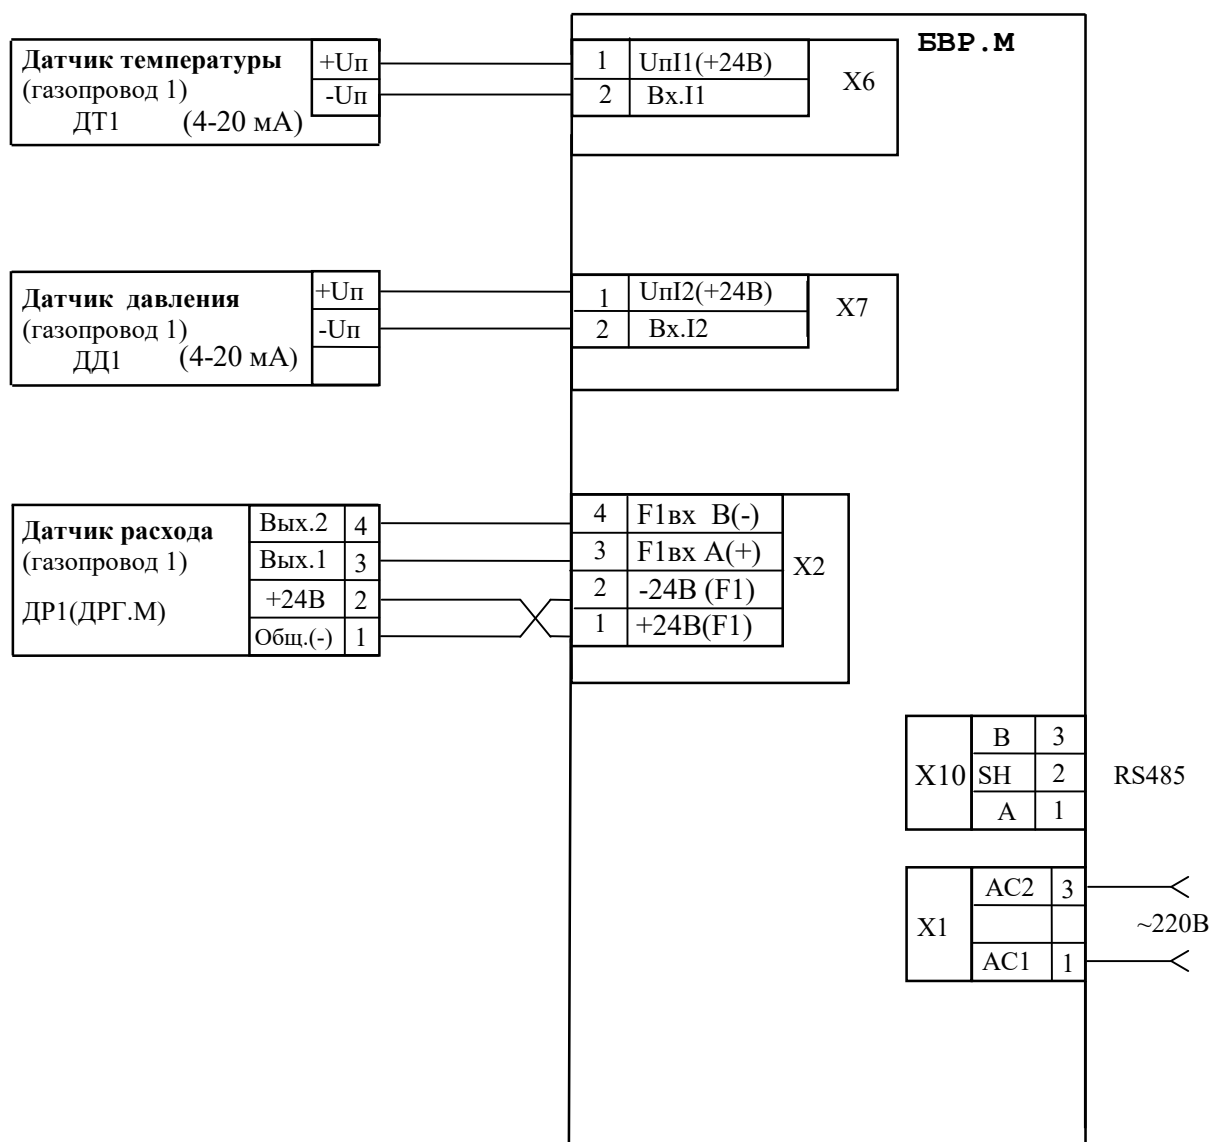 БВР.М
Датчик температуры
(газопровод 1)
ДТ1 (4-20 мА)
+Uп
-Uп
1 UпI1(+24В)
2 Вх.I1
X6
Датчик давления
(газопровод 1)
ДД1 (4-20 мА)
+Uп
-Uп
1 UпI2(+24В)
2 Вх.I2
X7
Датчик расхода
(газопровод 1)
ДР1(ДРГ.М)
Вых.2 4
Вых.1 3
+24В 2
Общ.(-) 1
4 F1вх В(-)
3 F1вх А(+)
2 -24В (F1)
1 +24В(F1)
X2
X10
B 3
SH 2
A 1
RS485
X1
AC2 3
AC1 1
~220В